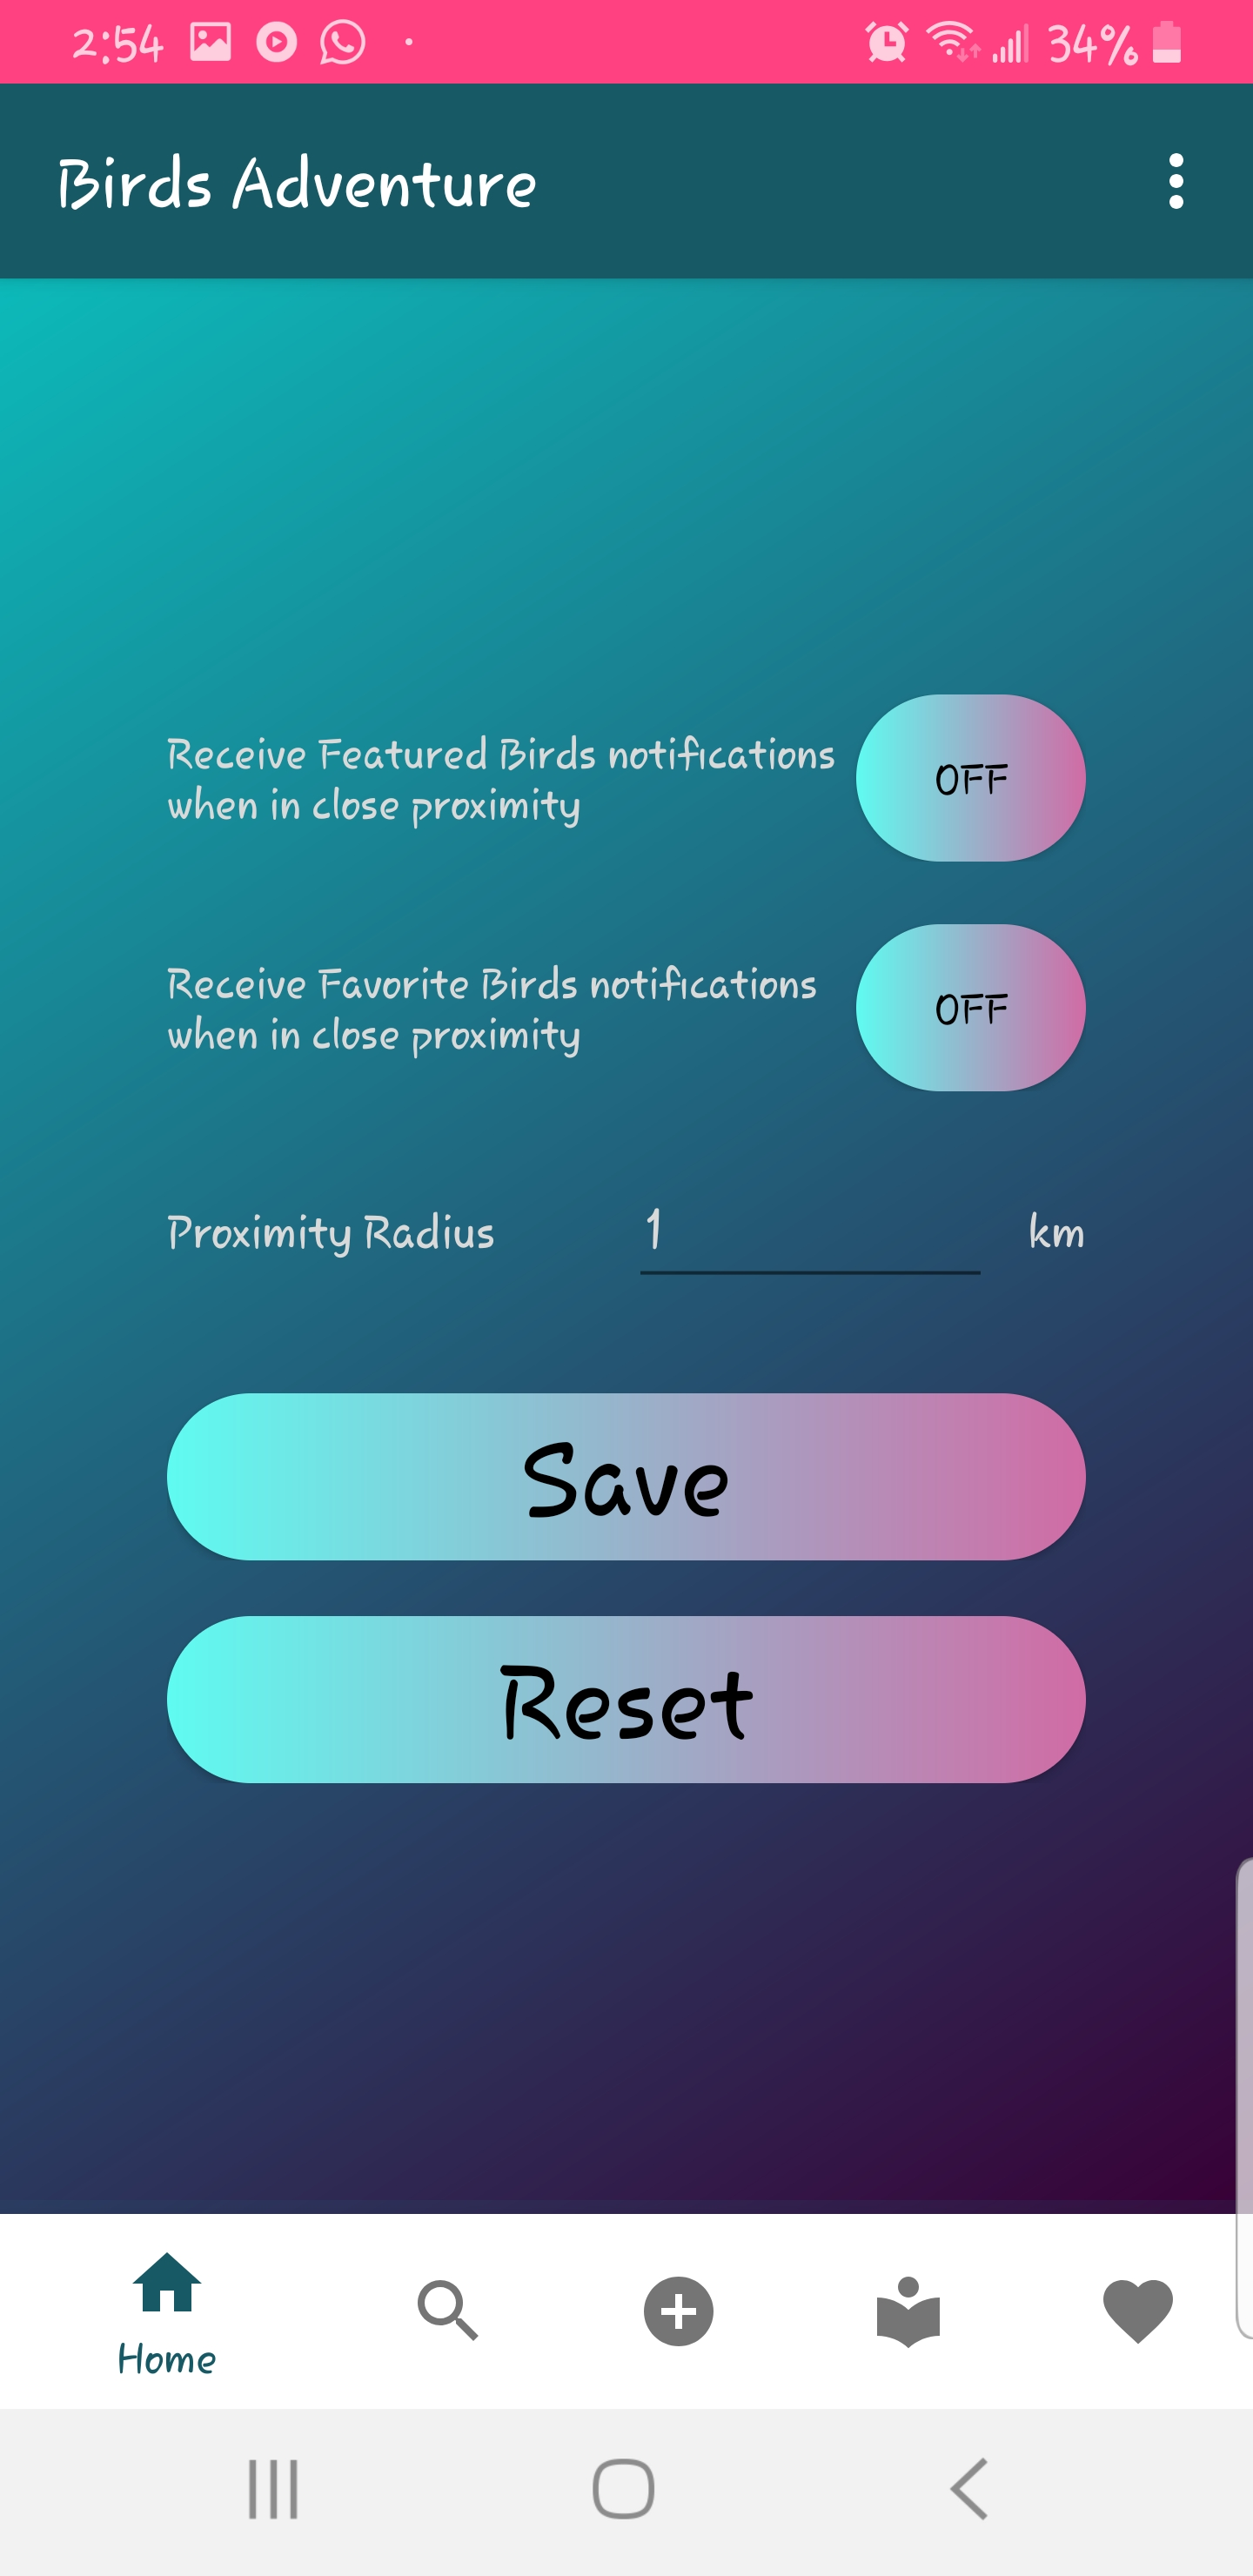 2:54 34%
Birds Adventure
Receive Featured Birds notifications
when in close proximity
OFF
Receive Favorite Birds notifications
when in close proximity
OFF
Proximity Radius 1 km
Save
Reset
Home